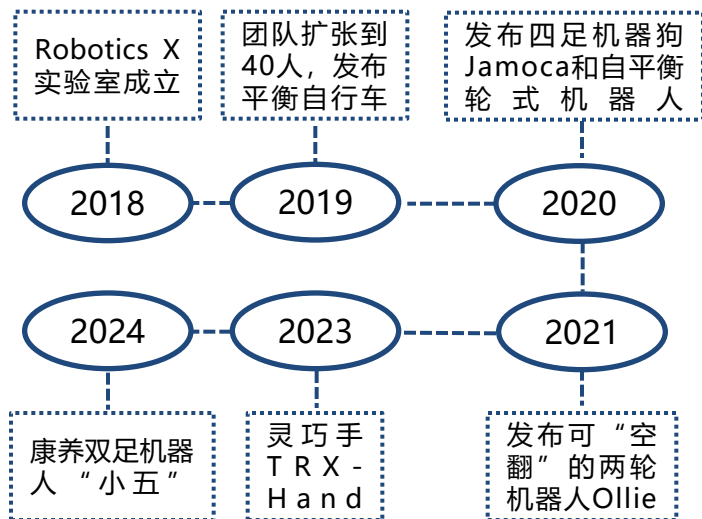 Robotics X
实验室成立
团队扩张到
40人，发布
平衡自行车
发布四足机器狗
Jamoca和自平衡
轮式机器人
2018
2019
2020
2024
2023
2021
康养双足机器
人“小五”
灵巧手
TRX-
Hand
发布可“空
翻”的两轮
机器人Ollie